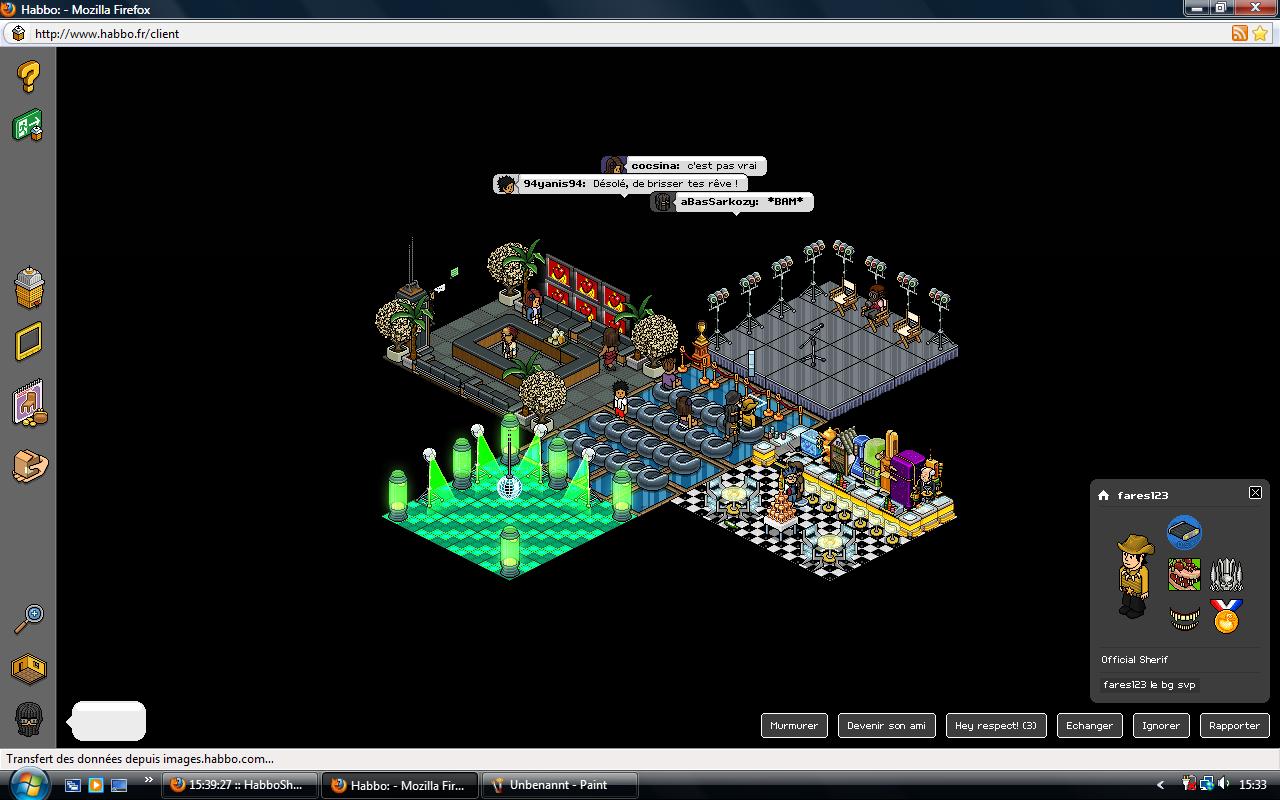 Habbo: - Mozilla Firefox
http://www.habbo.fr/client
cocsina: c'est pas vrai
94yanis94: Désolé, de brisser tes rêve !
aBasSarkozy: *BAM*
fares123
Official Sherif
fares123 le bg svp
Murmurer
Devenir son ami
Hey respect! (3)
Echanger
Ignorer
Rapporter
Transfert des données depuis images.habbo.com...
15:39:27 :: HabboSh...
Habbo: - Mozilla Fir...
Unbenannt - Paint
15:33